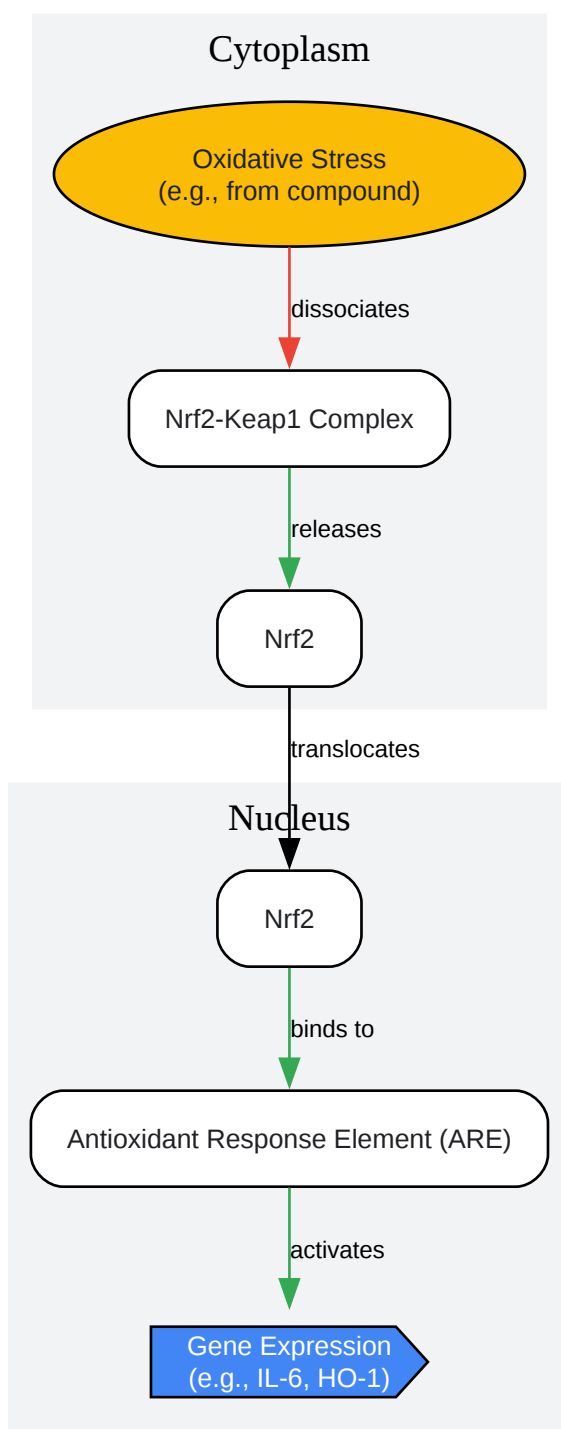 Cytoplasm
Oxidative Stress
(e.g., from compound)
dissociates
Nrf2-Keap1 Complex
releases
Nrf2
translocates
Nucleus
Nrf2
binds to
Antioxidant Response Element (ARE)
activates
Gene Expression
(e.g., IL-6, HO-1)